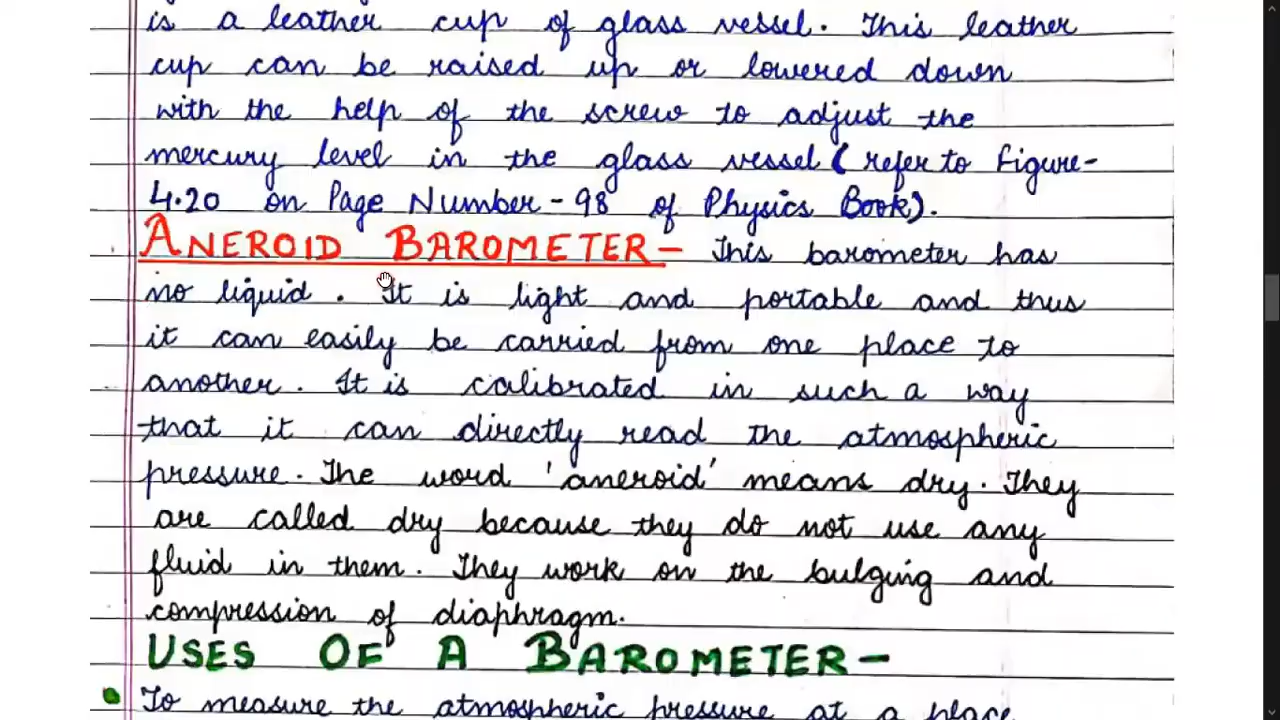 is a leather cup of glass vessel. This leather
cup can be raised up or lowered down
with the help of the screw to adjust the
mercury level in the glass vessel (refer to Figure-
4.20 on Page Number-98 of Physics Book).
ANEROID BAROMETER- This barometer has
no liquid. It is light and portable and thus
it can easily be carried from one place to
another. It is calibrated in such a way
that it can directly read the atmospheric
pressure. The word 'aneroid' means dry. They
are called dry because they do not use any
fluid in them. They work on the bulging and
compression of diaphragm.
USES OF A BAROMETER-
• To measure the atmospheric pressure at a place